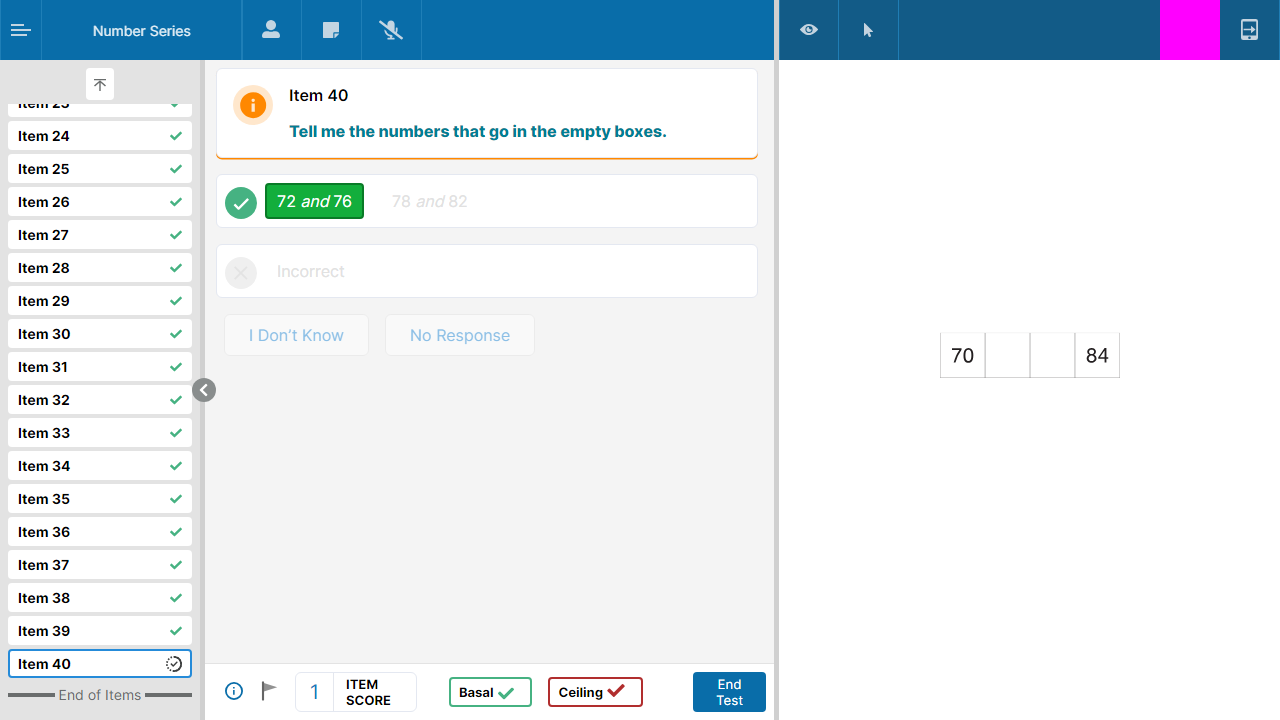 Number Series
Item 23
Item 24
Item 25
Item 26
Item 27
Item 28
Item 29
Item 30
Item 31
Item 32
Item 33
Item 34
Item 35
Item 36
Item 37
Item 38
Item 39
Item 40
End of Items
Item 40
Tell me the numbers that go in the empty boxes.
72 and 76 78 and 82
Incorrect
I Don't Know No Response
1 ITEM SCORE
Basal Ceiling
End Test
70 84